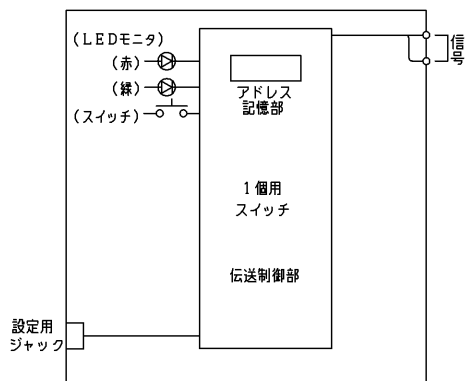 (LEDモニタ)
(赤)
(緑)
(スイッチ)
アドレス
記憶部
1個用
スイッチ
伝送制御部
信号
設定用
ジャック